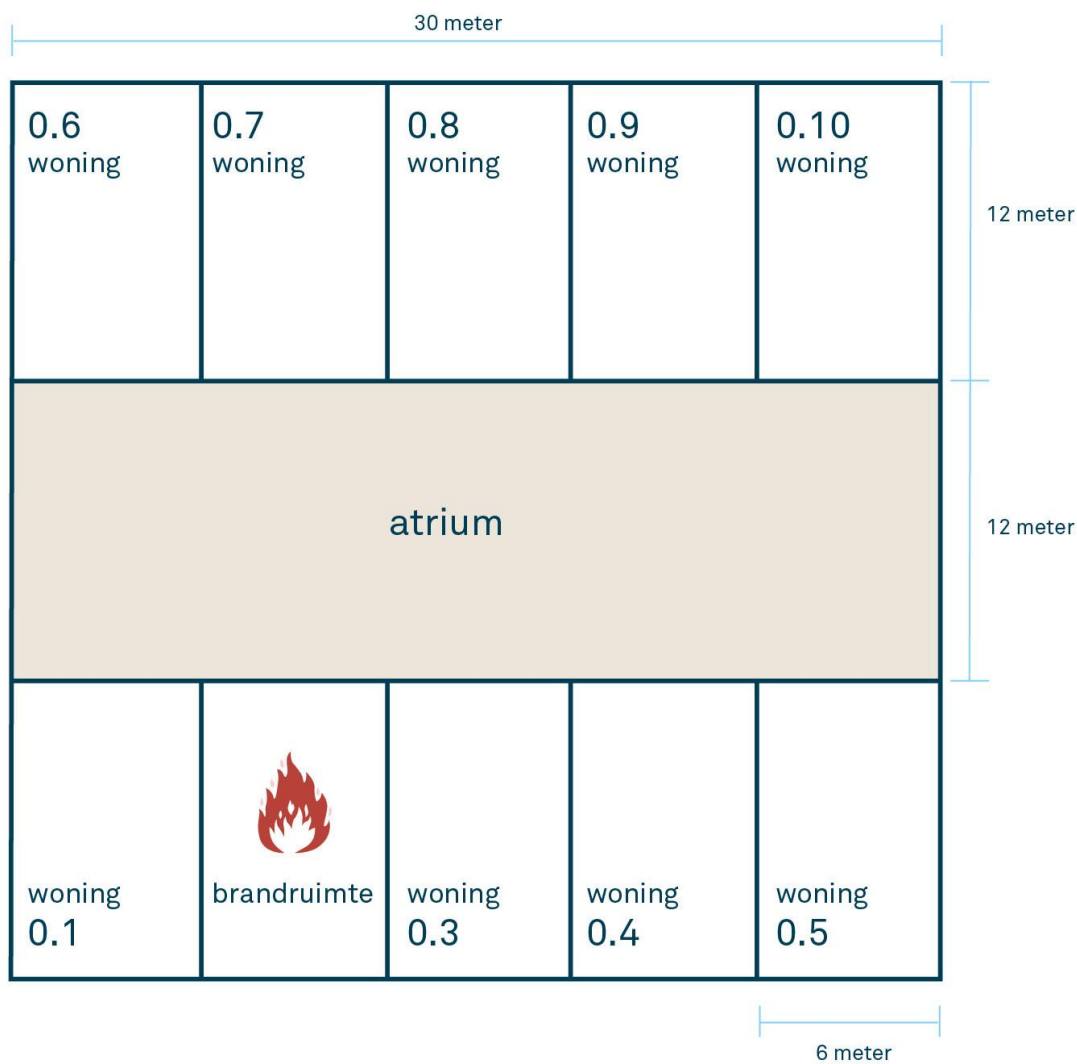 30 meter
0.6
woning
0.7
woning
0.8
woning
0.9
woning
0.10
woning
12 meter
atrium
12 meter
woning
0.1
brandruimte
woning
0.3
woning
0.4
woning
0.5
6 meter